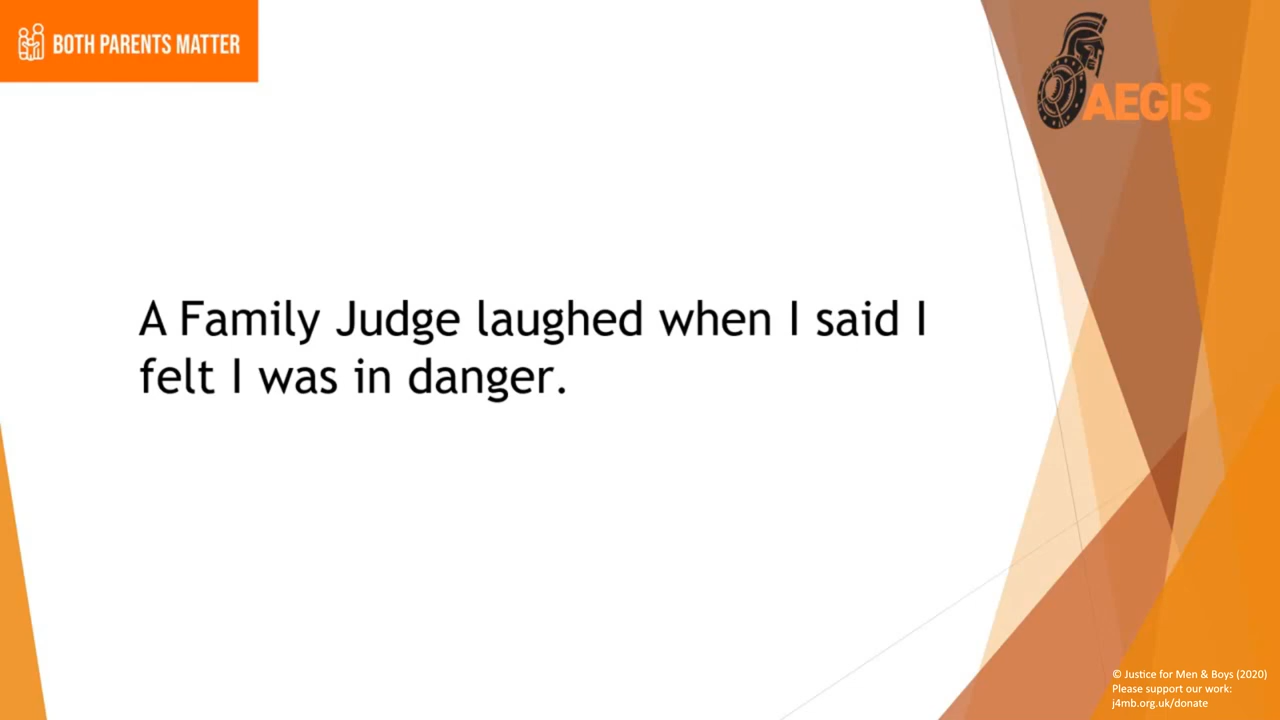 BOTH PARENTS MATTER
AEGIS
A Family Judge laughed when I said I
felt I was in danger.
© Justice for Men & Boys (2020)
Please support our work:
j4mb.org.uk/donate